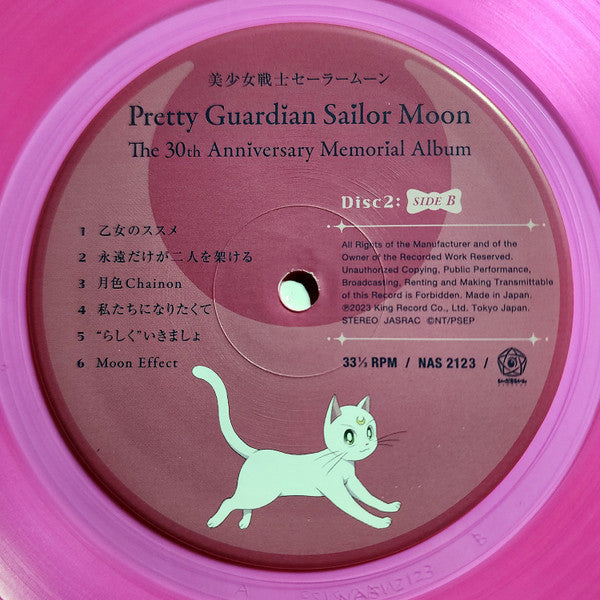 美少女戦士セーラームーン
Pretty Guardian Sailor Moon
The 30th Anniversary Memorial Album
Disc2: SIDE B
1 乙女のススメ
2 永遠だけが二人を架ける
3 月色Chainon
4 私たちになりたくて
5 “らしく”いきましょ
6 Moon Effect
All Rights of the Manufacturer and of the
Owner of the Recorded Work Reserved.
Unauthorized Copying, Public Performance,
Broadcasting, Renting and Making Transmittable
of this Record is Forbidden. Made in Japan.
℗2023 King Record Co., Ltd. Tokyo Japan.
STEREO JASRAC ©NT/PSEP
33⅓ RPM / NAS 2123 /